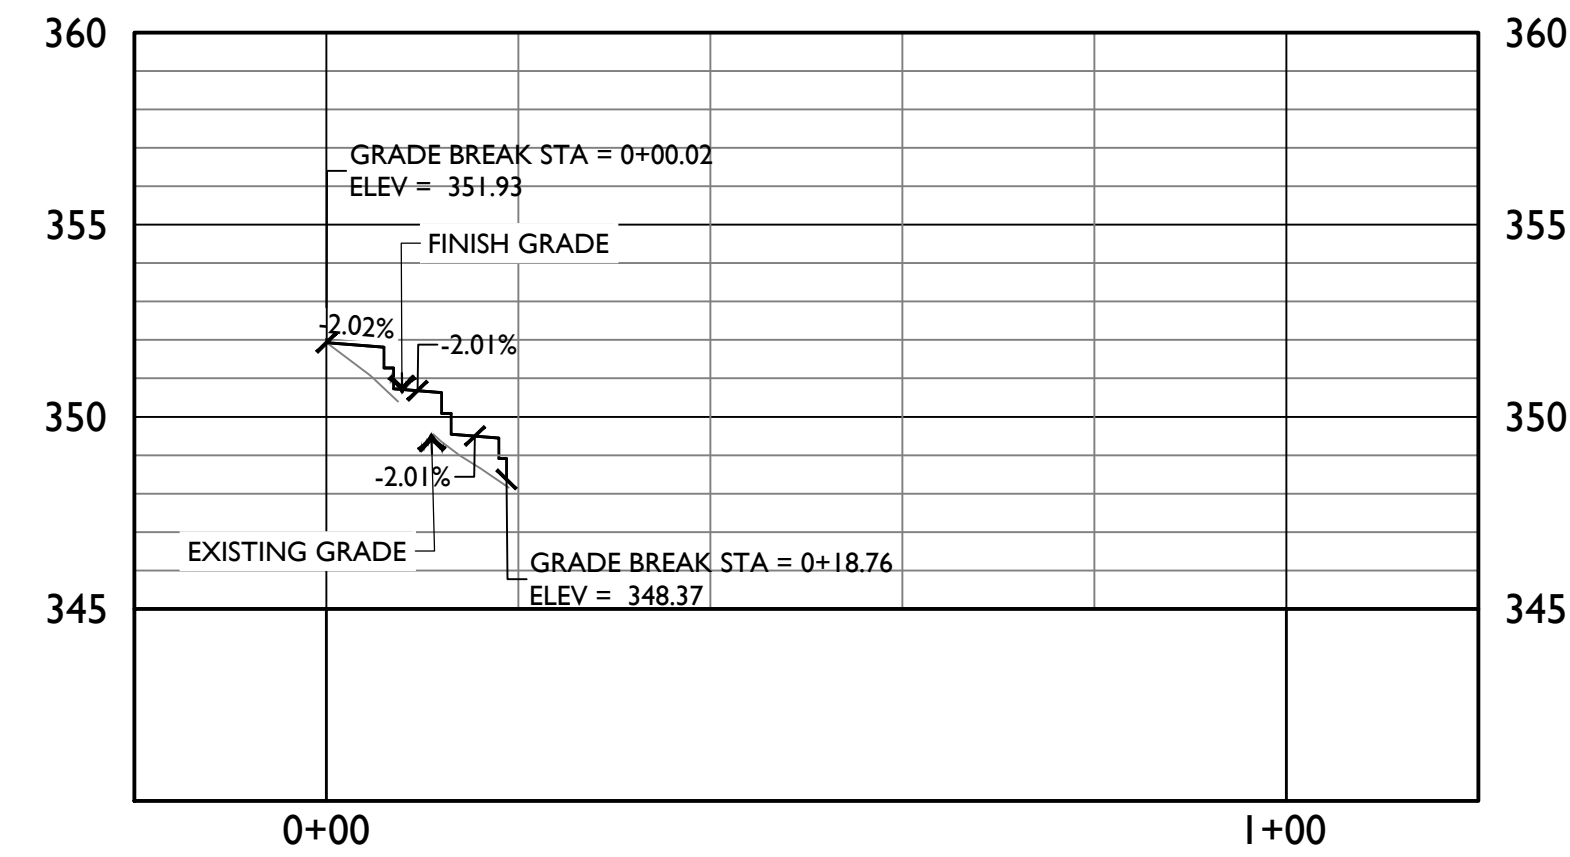 360 360
GRADE BREAK STA = 0+00.02
ELEV = 351.93
355 355
FINISH GRADE
-2.02%
-2.01%
350 350
-2.01%
EXISTING GRADE
GRADE BREAK STA = 0+18.76
ELEV = 348.37
345 345
0+00 1+00